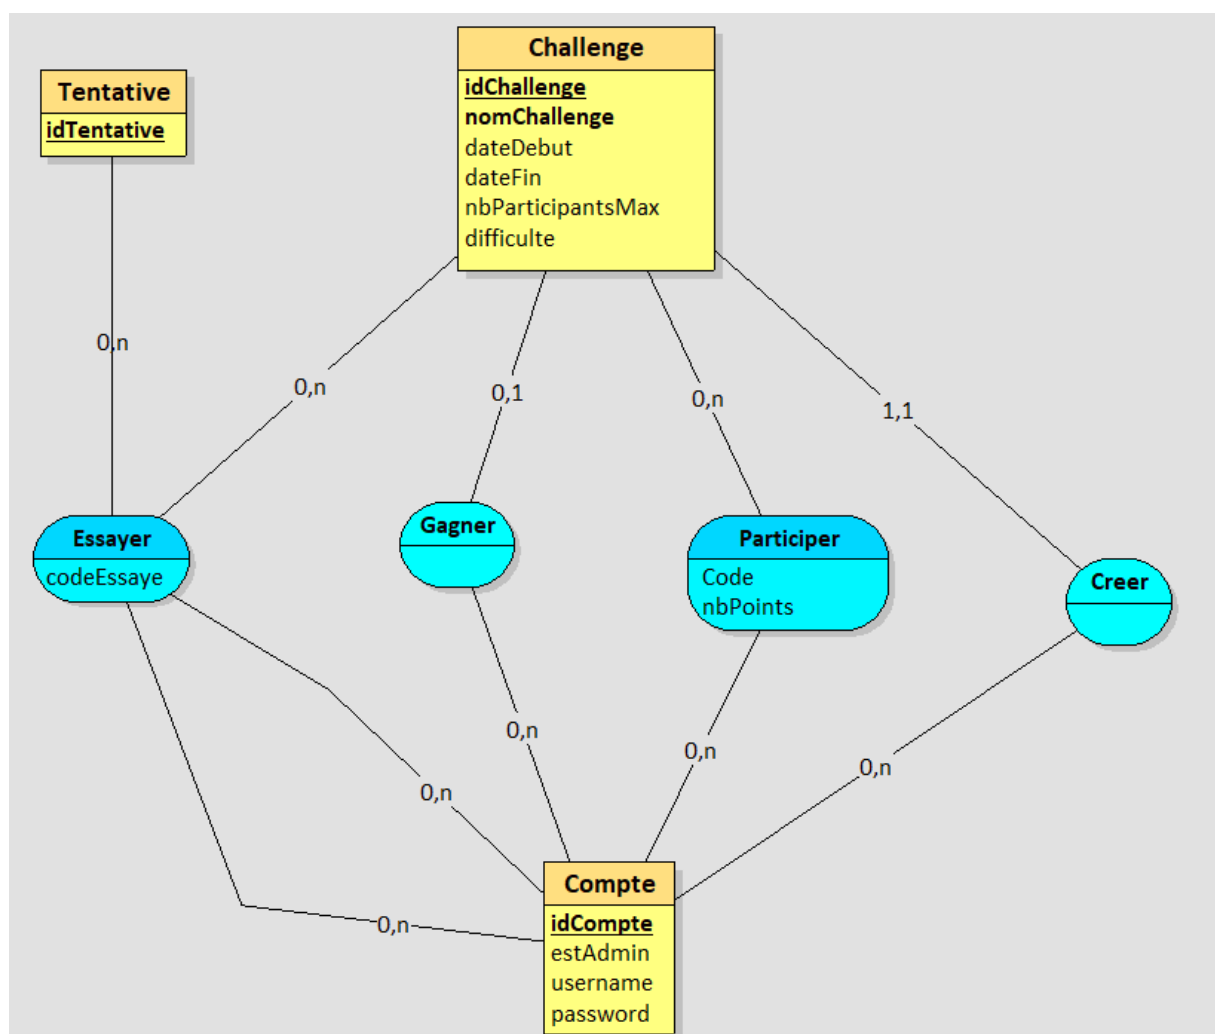 Challenge
idChallenge
nomChallenge
dateDebut
dateFin
nbParticipantsMax
difficulte
Tentative
idTentative
0,n
0,n
0,1
0,n
1,1
Essayer
codeEssaye
Gagner
Participer
Code
nbPoints
Creer
0,n
0,n
0,n
0,n
0,n
Compte
idCompte
estAdmin
username
password